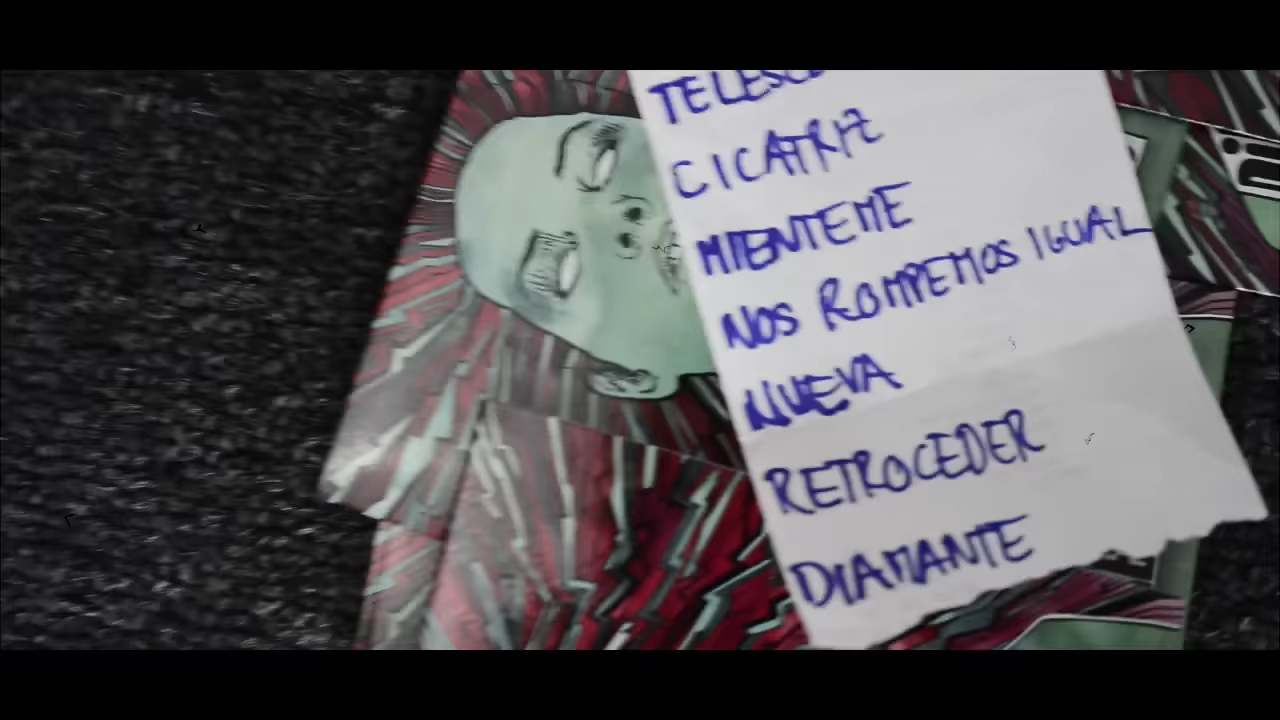 CICATRIZ
MIENTEME
NOS ROMPEMOS IGUAL
NUEVA
RETROCEDER
DIAMANTE